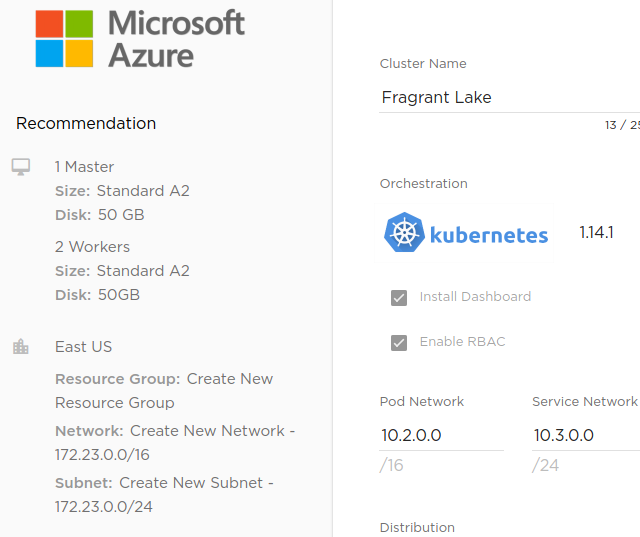 Microsoft
Azure
Recommendation
1 Master
Size: Standard A2
Disk: 50 GB
2 Workers
Size: Standard A2
Disk: 50GB
East US
Resource Group: Create New
Resource Group
Network: Create New Network -
172.23.0.0/16
Subnet: Create New Subnet -
172.23.0.0/24
Cluster Name
Fragrant Lake
13 / 25
Orchestration
kubernetes 1.14.1
Install Dashboard
Enable RBAC
Pod Network Service Network
10.2.0.0 10.3.0.0
/16 /24
Distribution